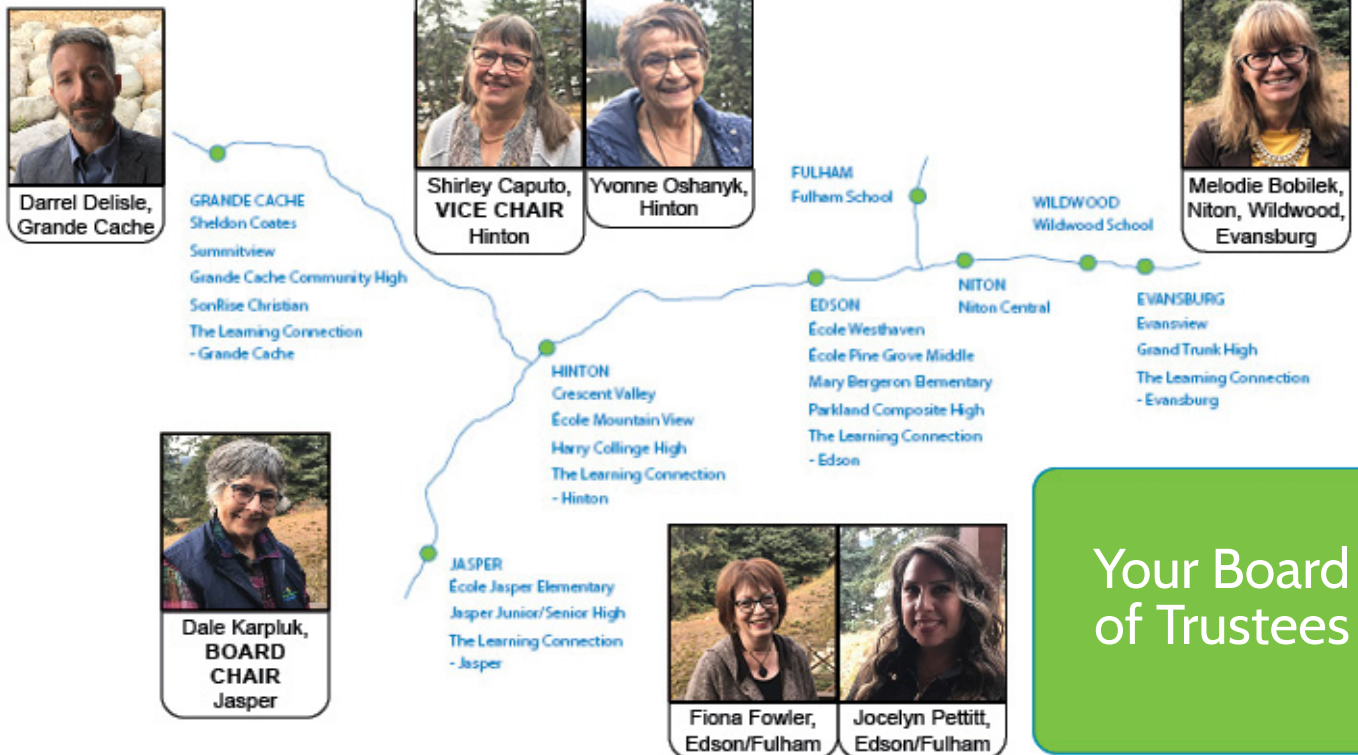 Darrel Delisle,
Grande Cache
GRANDE CACHE
Sheldon Coates
Summitview
Grande Cache Community High
SonRise Christian
The Learning Connection
- Grande Cache
Shirley Caputo,
VICE CHAIR
Hinton
Yvonne Oshanyk,
Hinton
FULHAM
Fulham School
WILDWOOD
Wildwood School
Melodie Bobilek,
Niton, Wildwood,
Evansburg
HINTON
Crescent Valley
École Mountain View
Harry Collinge High
The Learning Connection
- Hinton
EDSON
École Westhaven
École Pine Grove Middle
Mary Bergeron Elementary
Parkland Composite High
The Learning Connection
- Edson
NITON
Niton Central
EVANSBURG
Evansview
Grand Trunk High
The Learning Connection
- Evansburg
Dale Karpluk,
BOARD
CHAIR
Jasper
JASPER
École Jasper Elementary
Jasper Junior/Senior High
The Learning Connection
- Jasper
Fiona Fowler,
Edson/Fulham
Jocelyn Pettitt,
Edson/Fulham
Your Board
of Trustees